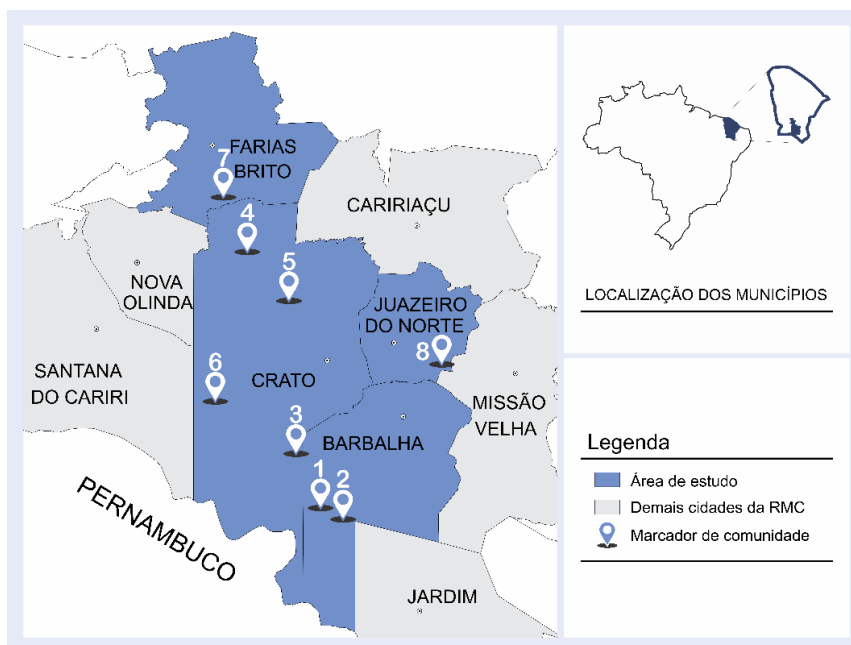 FARIAS
BRITO
7
4
CARIRIAÇU
5
NOVA
OLINDA
JUAZEIRO
DO NORTE
8
SANTANA
DO CARIRI
6
CRATO
MISSÃO
VELHA
3
BARBALHA
1
2
PERNAMBUCO
JARDIM
LOCALIZAÇÃO DOS MUNICÍPIOS
Legenda
Área de estudo
Demais cidades da RMC
Marcador de comunidade